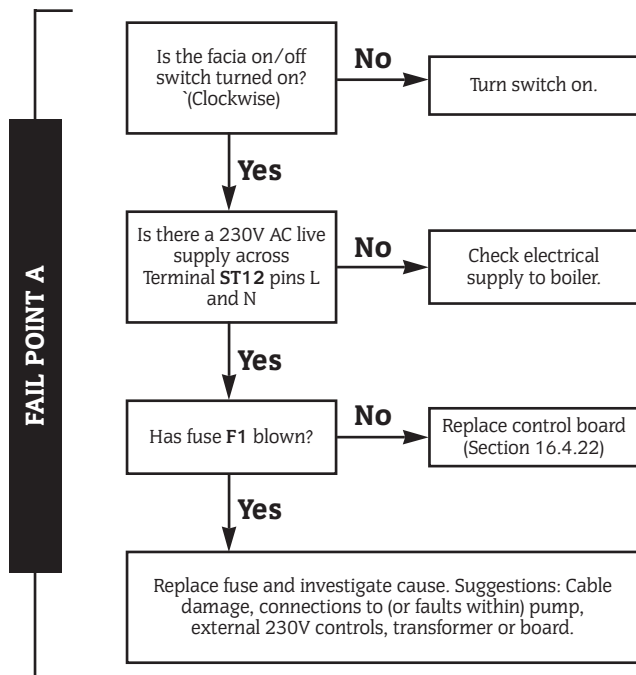 FAIL POINT A
Is the facia on/off
switch turned on?
`(Clockwise)
No
Turn switch on.
Yes
Is there a 230V AC live
supply across
Terminal ST12 pins L
and N
No
Check electrical
supply to boiler.
Yes
Has fuse F1 blown?
No
Replace control board
(Section 16.4.22)
Yes
Replace fuse and investigate cause. Suggestions: Cable
damage, connections to (or faults within) pump,
external 230V controls, transformer or board.